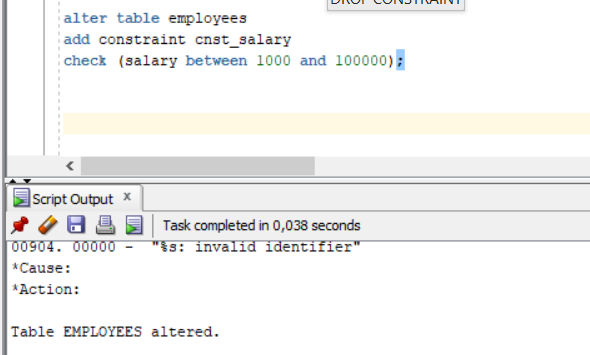 DROP CONSTRAINT
alter table employees
add constraint cnst_salary
check (salary between 1000 and 100000);
Script Output x
Task completed in 0,038 seconds
00904. 00000 - "%s: invalid identifier"
*Cause:
*Action:
Table EMPLOYEES altered.